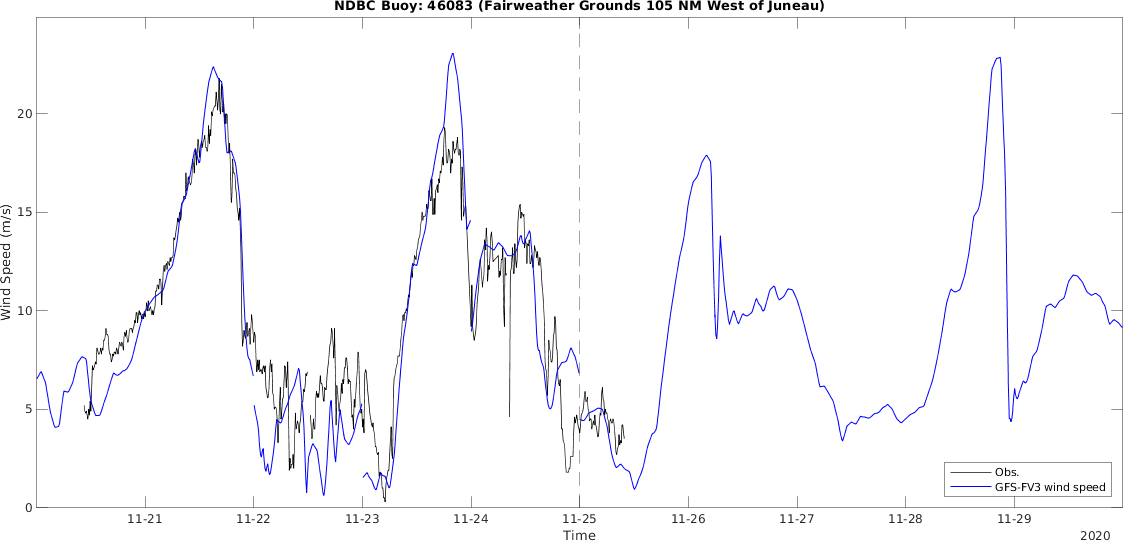 NDBC Buoy: 46083 (Fairweather Grounds 105 NM West of Juneau)
Wind Speed (m/s)
20
15
10
5
0
11-21 11-22 11-23 11-24 11-25 11-26 11-27 11-28 11-29
Time
2020
Obs.
GFS-FV3 wind speed